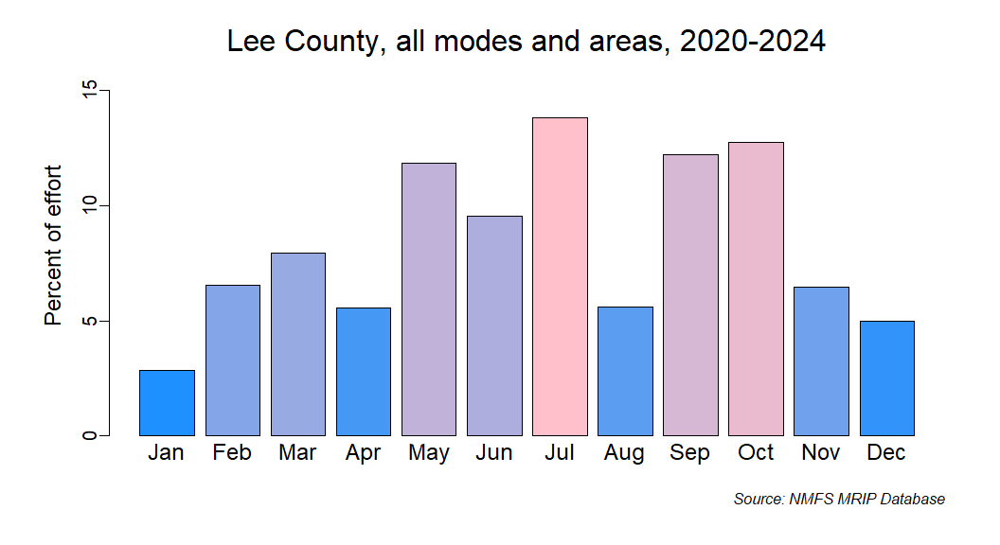 Lee County, all modes and areas, 2020-2024
Percent of effort
15
10
5
0
Jan Feb Mar Apr May Jun Jul Aug Sep Oct Nov Dec
Source: NMFS MRIP Database